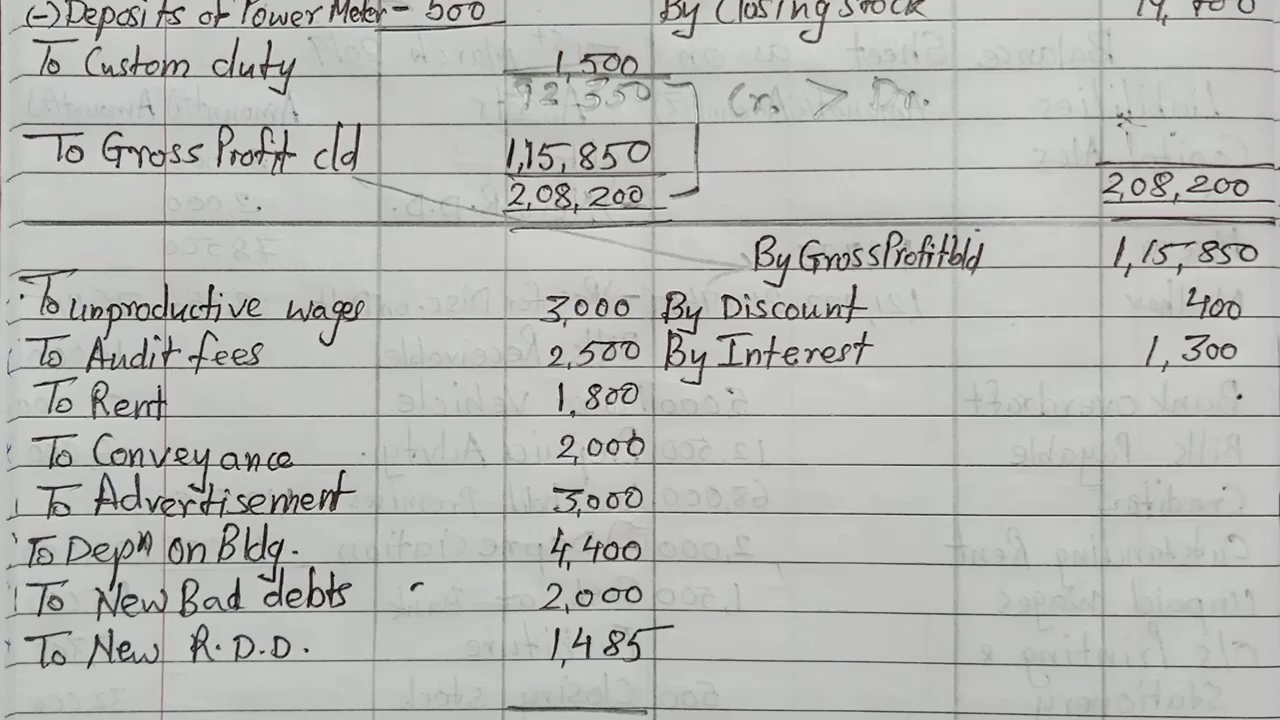 (-) Deposits of Power Meter - 500 By Closing stock
To Custom duty 1,500
92,350 Cr. > Dr.
To Gross Profit c/d 1,15,850
2,08,200 2,08,200
By Gross Profit b/d 1,15,850
To unproductive wages 3,000 By Discount 400
To Audit fees 2,500 By Interest 1,300
To Rent 1,800
To Conveyance 2,000
To Advertisement 3,000
To Depn on Bldg. 4,400
To New Bad debts 2,000
To New R.D.D. 1,485